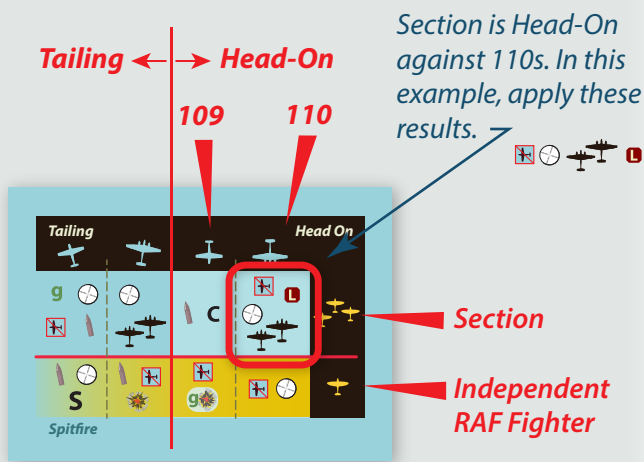 Section is Head-On
against 110s. In this
example, apply these
results.
Tailing
Head-On
109
110
L
Tailing
Head On
g
C
L
Section
S
g
Independent
RAF Fighter
Spitfire